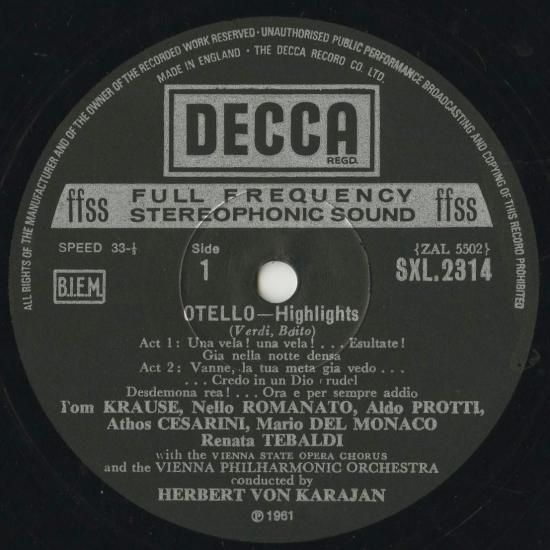 ALL RIGHTS OF THE MANUFACTURER AND OF THE OWNER OF THE RECORDED WORK RESERVED · UNAUTHORISED PUBLIC PERFORMANCE BROADCASTING AND COPYING OF THIS RECORD PROHIBITED
MADE IN ENGLAND · THE DECCA RECORD CO. LTD.
DECCA
REGD.
ffss FULL FREQUENCY ffss
STEREOPHONIC SOUND
SPEED 33-⅓ Side {ZAL 5502}
1 SXL.2314
B.I.E.M.
OTELLO—Highlights
(Verdi, Boito)
Act 1: Una vela! una vela! . . . Esultate!
Gia nella notte densa
Act 2: Vanne, la tua meta gia vedo . . .
. . . Credo in un Dio crudel
Desdemona rea! . . . Ora e per sempre addio
Tom KRAUSE, Nello ROMANATO, Aldo PROTTI,
Athos CESARINI, Mario DEL MONACO
Renata TEBALDI
with the VIENNA STATE OPERA CHORUS
and the VIENNA PHILHARMONIC ORCHESTRA
conducted by
HERBERT VON KARAJAN
℗ 1961